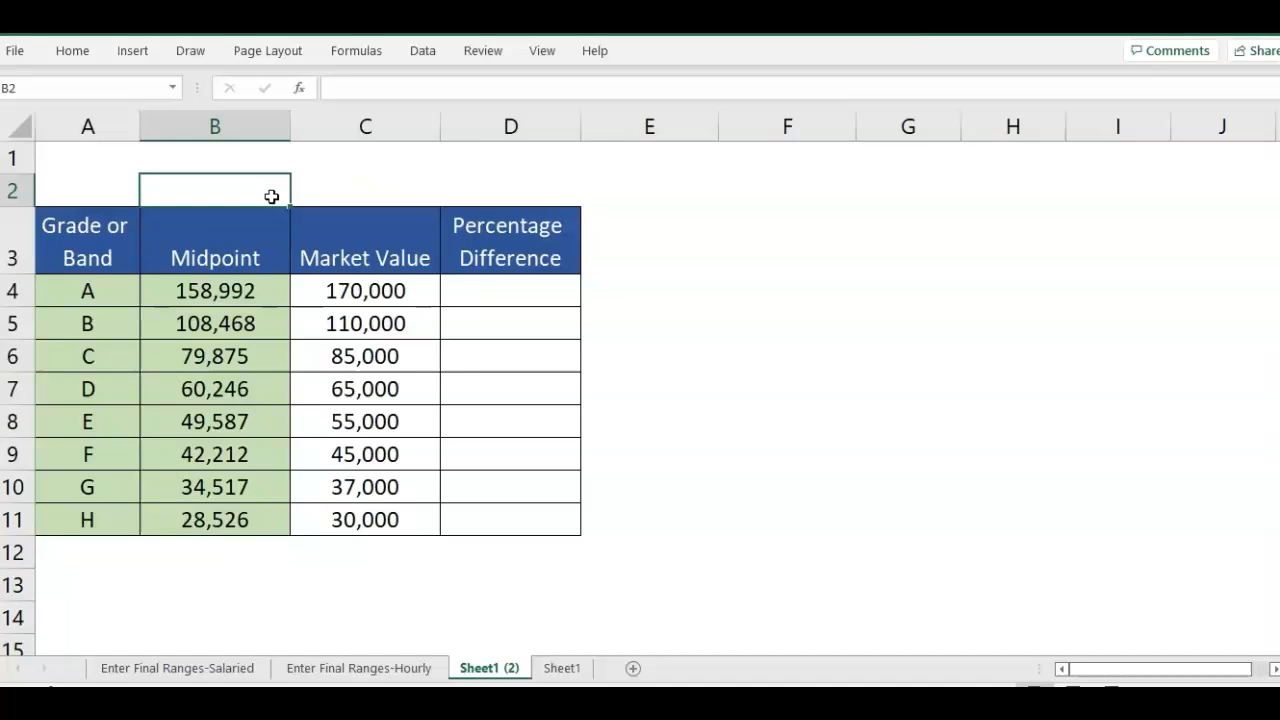 File Home Insert Draw Page Layout Formulas Data Review View Help Comments Share
B2 fx
A B C D E F G H I J
1
2
Grade or Percentage
3 Band Midpoint Market Value Difference
4 A 158,992 170,000
5 B 108,468 110,000
6 C 79,875 85,000
7 D 60,246 65,000
8 E 49,587 55,000
9 F 42,212 45,000
10 G 34,517 37,000
11 H 28,526 30,000
12
13
14
15
Enter Final Ranges-Salaried Enter Final Ranges-Hourly Sheet1 (2) Sheet1